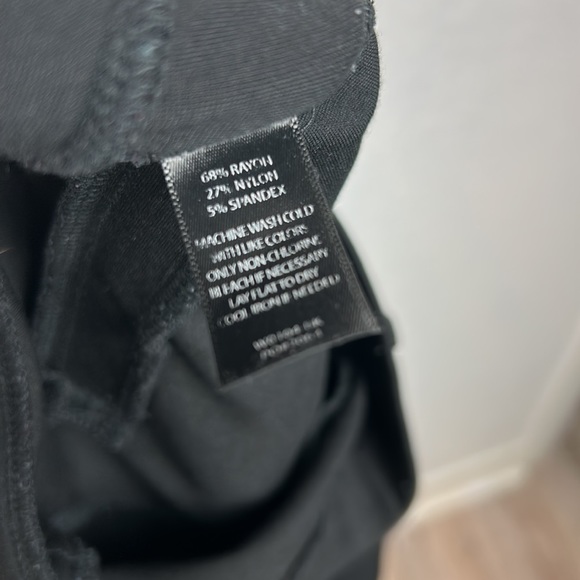 68% RAYON
27% NYLON
5% SPANDEX
MACHINE WASH COLD
WITH LIKE COLORS
ONLY NON-CHLORINE
BLEACH IF NECESSARY
LAY FLAT TO DRY
COOL IRON IF NEEDED